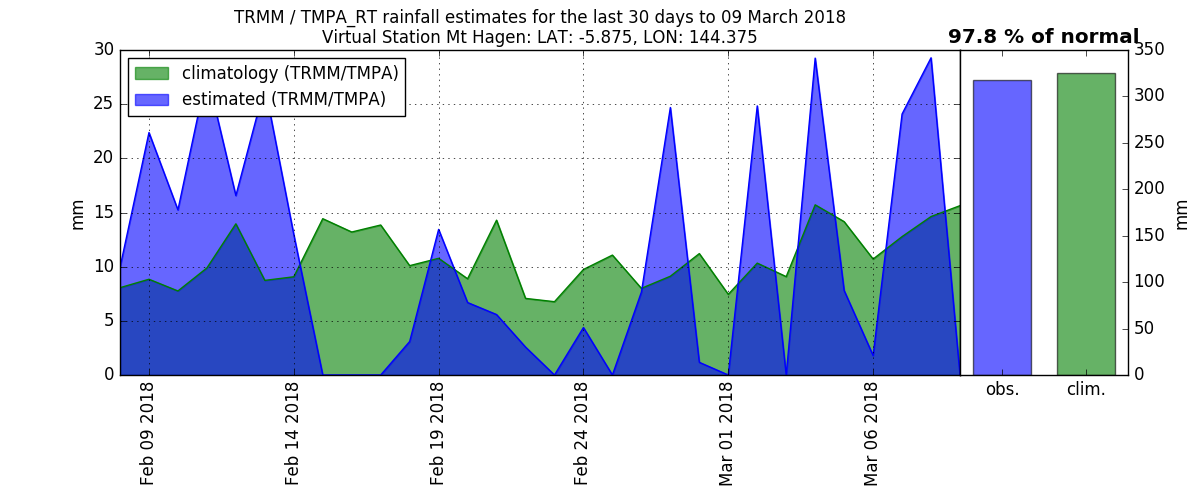 TRMM / TMPA_RT rainfall estimates for the last 30 days to 09 March 2018
Virtual Station Mt Hagen: LAT: -5.875, LON: 144.375
97.8 % of normal
climatology (TRMM/TMPA)
estimated (TRMM/TMPA)
mm
30
25
20
15
10
5
0
Feb 09 2018
Feb 14 2018
Feb 19 2018
Feb 24 2018
Mar 01 2018
Mar 06 2018
obs.
clim.
350
300
250
200
150
100
50
0
mm